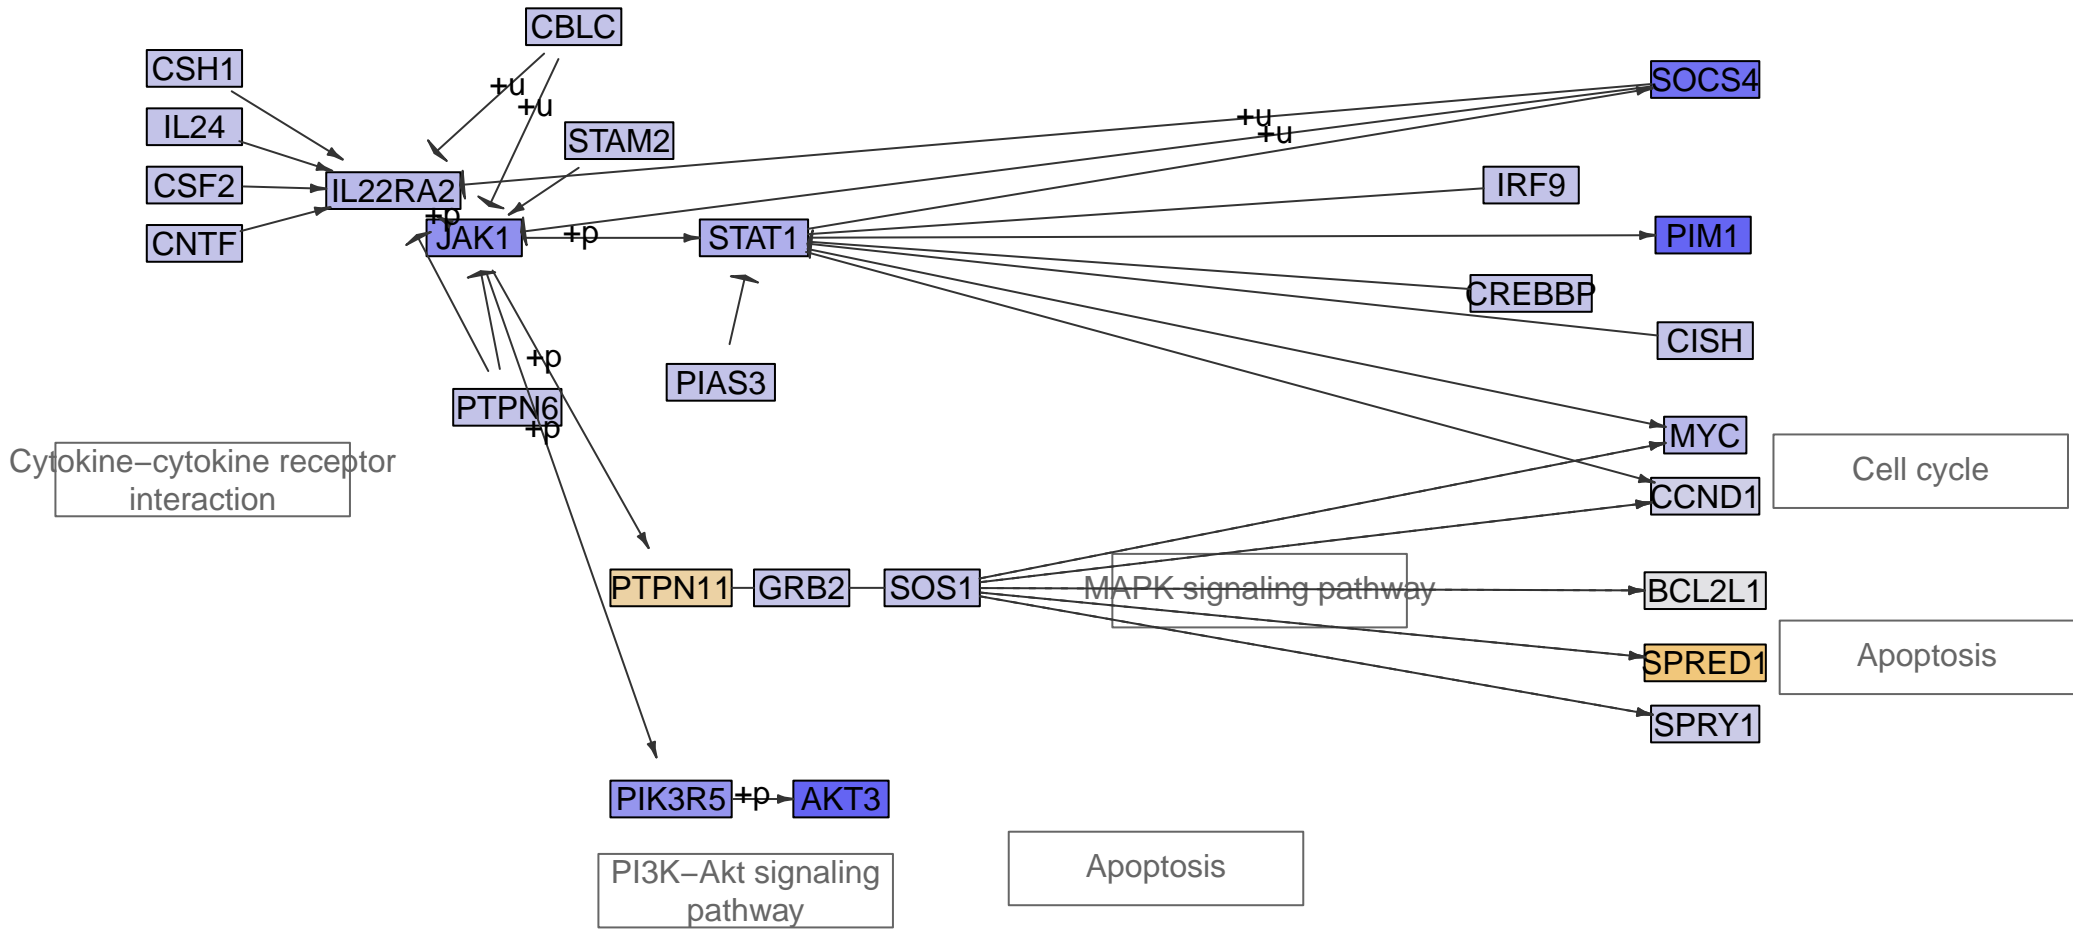 CBLC
CSH1
+u
SOCS4
+u
+u
IL24
+u
STAM2
CSF2
IL22RA2
IRF9
+p
CNTF
JAK1
+p
STAT1
PIM1
CREBBP
CISH
+p
PIAS3
PTPN6
+p
MYC
Cytokine–cytokine receptor
interaction
Cell cycle
CCND1
PTPN11
GRB2
SOS1
MAPK signaling pathway
BCL2L1
SPRED1
Apoptosis
SPRY1
PIK3R5
+p
AKT3
PI3K–Akt signaling
pathway
Apoptosis